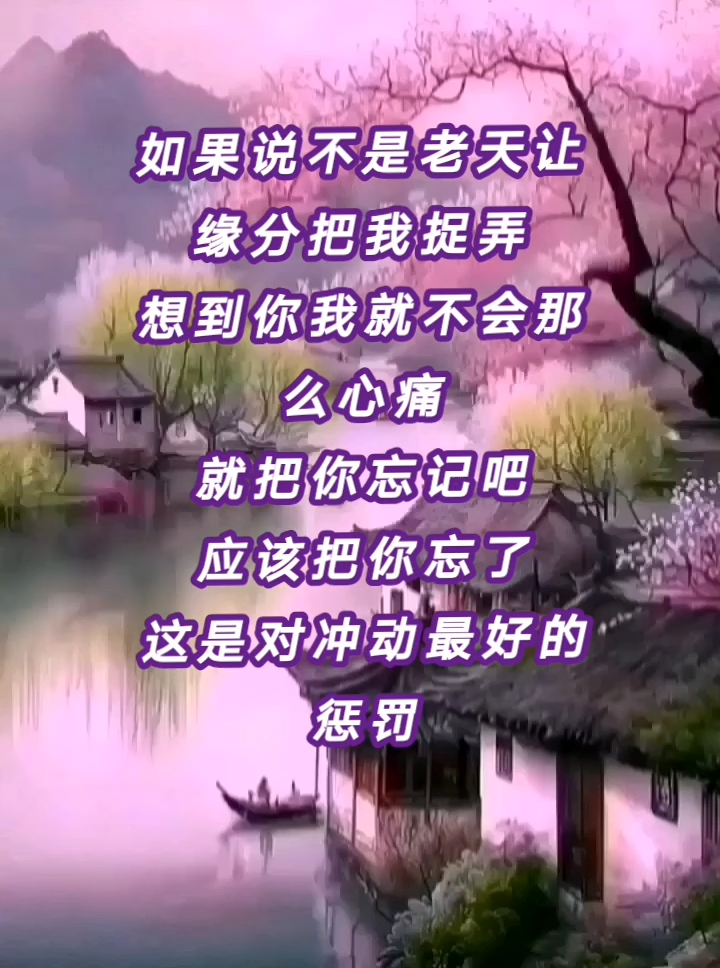 如果说不是老天让
缘分把我捉弄
想到你我就不会那
么心痛
就把你忘记吧
应该把你忘了
这是对冲动最好的
惩罚